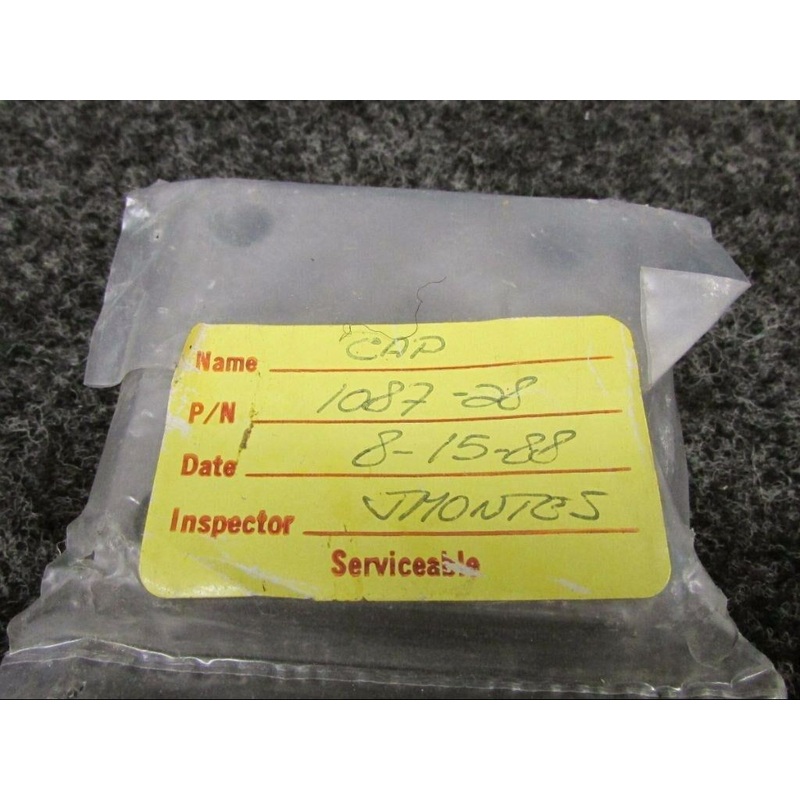 Name CAP
P/N 1087-28
Date 8-15-88
Inspector JMONTES
Serviceable